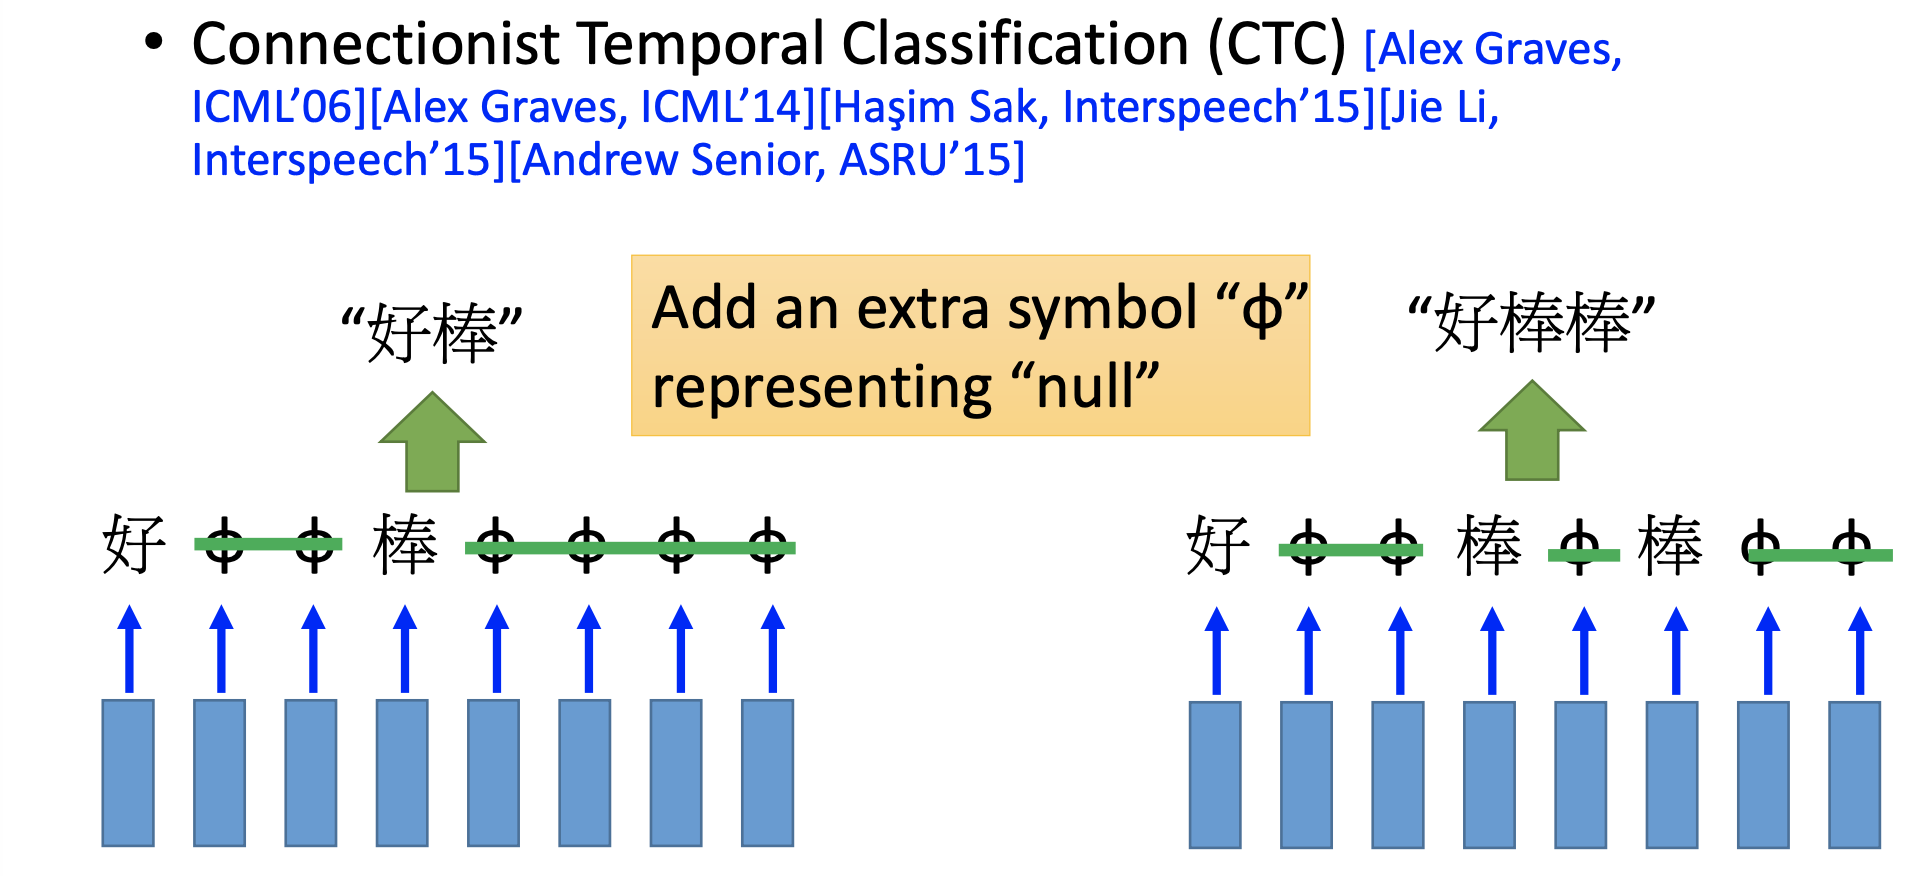 • Connectionist Temporal Classification (CTC) [Alex Graves,
ICML’06][Alex Graves, ICML’14][Haşim Sak, Interspeech’15][Jie Li,
Interspeech’15][Andrew Senior, ASRU’15]
“好棒”
Add an extra symbol “ϕ”
representing “null”
“好棒棒”
好 ϕ ϕ 棒 ϕ ϕ ϕ ϕ
好 ϕ ϕ 棒 ϕ 棒 ϕ ϕ